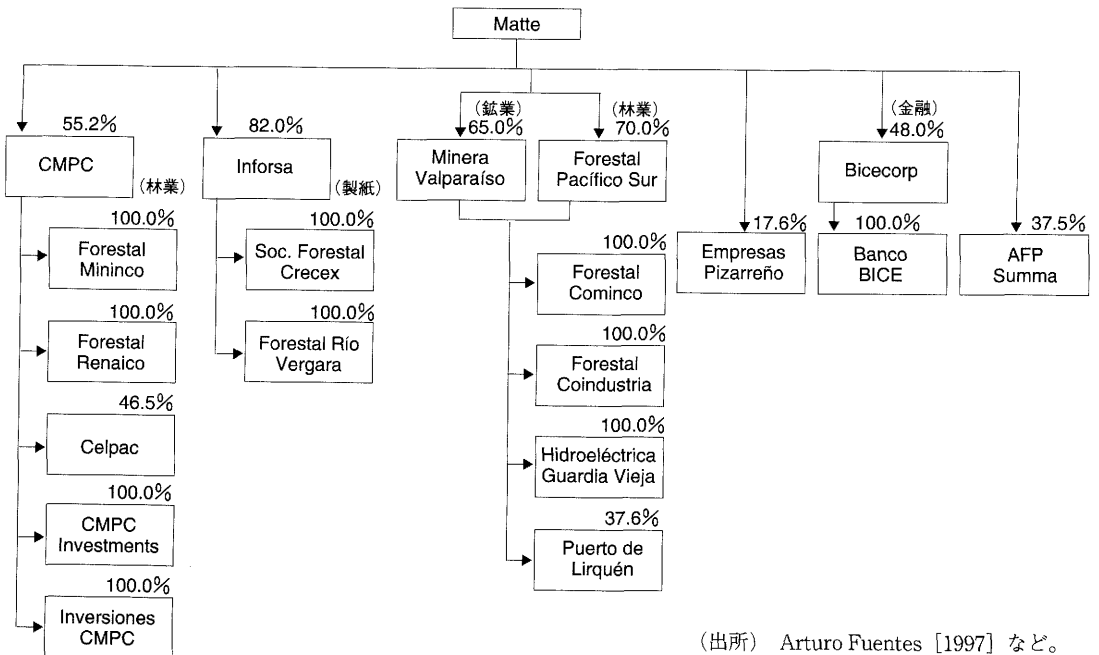 Matte
55.2%
CMPC
（林業）
100.0%
Forestal
Mininco
100.0%
Forestal
Renaico
46.5%
Celpac
100.0%
CMPC
Investments
100.0%
Inversiones
CMPC
82.0%
Inforsa
（製紙）
100.0%
Soc. Forestal
Crecex
100.0%
Forestal Río
Vergara
（鉱業）
65.0%
Minera
Valparaíso
（林業）
70.0%
Forestal
Pacífico Sur
100.0%
Forestal
Cominco
100.0%
Forestal
Coindustria
100.0%
Hidroeléctrica
Guardia Vieja
37.6%
Puerto de
Lirquén
17.6%
Empresas
Pizarreño
（金融）
48.0%
Bicecorp
100.0%
Banco
BICE
37.5%
AFP
Summa
（出所） Arturo Fuentes［1997］など。